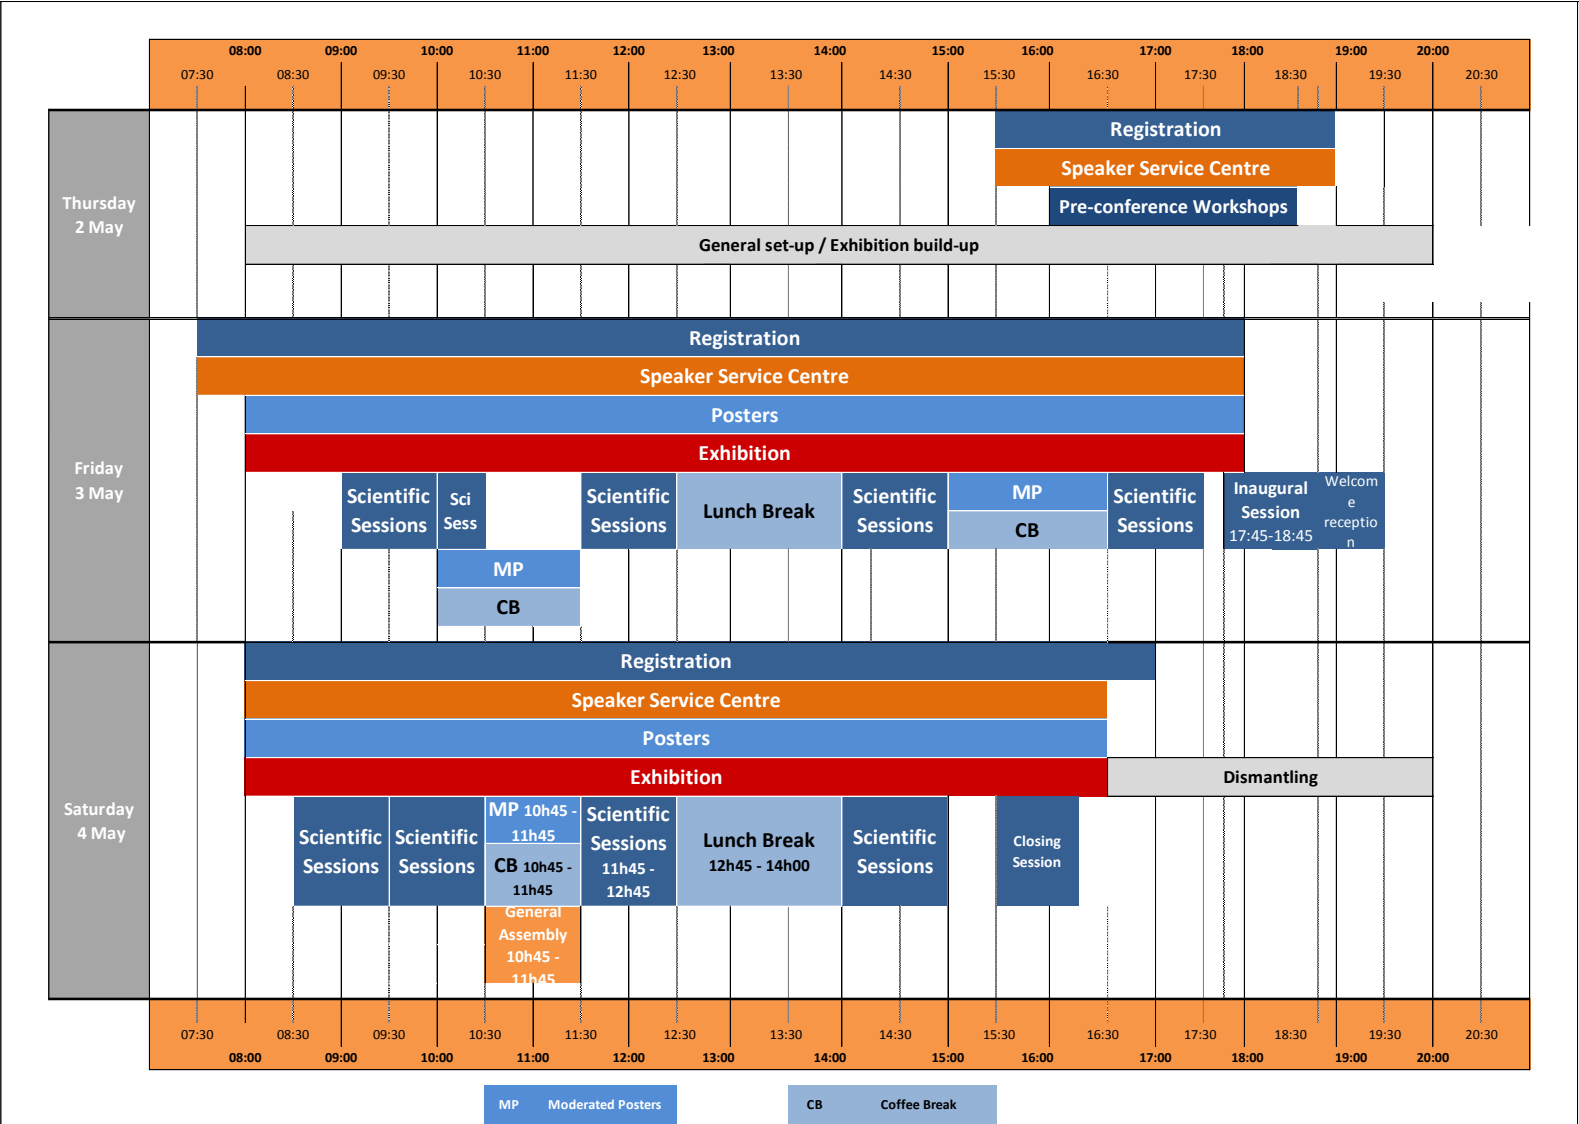 08:00 09:00 10:00 11:00 12:00 13:00 14:00 15:00 16:00 17:00 18:00 19:00 20:00
07:30 08:30 09:30 10:30 11:30 12:30 13:30 14:30 15:30 16:30 17:30 18:30 19:30 20:30
Thursday
2 May
Registration
Speaker Service Centre
Pre-conference Workshops
General set-up / Exhibition build-up
Friday
3 May
Registration
Speaker Service Centre
Posters
Exhibition
Scientific
Sessions
Sci
Sess
MP
CB
Scientific
Sessions
Lunch Break
Scientific
Sessions
MP
CB
Scientific
Sessions
Inaugural
Session
17:45-18:45
Welcom
e
receptio
n
Saturday
4 May
Registration
Speaker Service Centre
Posters
Exhibition
Dismantling
Scientific
Sessions
Scientific
Sessions
MP 10h45 -
11h45
CB 10h45 -
11h45
General
Assembly
10h45 -
11h45
Scientific
Sessions
11h45 -
12h45
Lunch Break
12h45 - 14h00
Scientific
Sessions
Closing
Session
07:30 08:30 09:30 10:30 11:30 12:30 13:30 14:30 15:30 16:30 17:30 18:30 19:30 20:30
08:00 09:00 10:00 11:00 12:00 13:00 14:00 15:00 16:00 17:00 18:00 19:00 20:00
MP Moderated Posters
CB Coffee Break